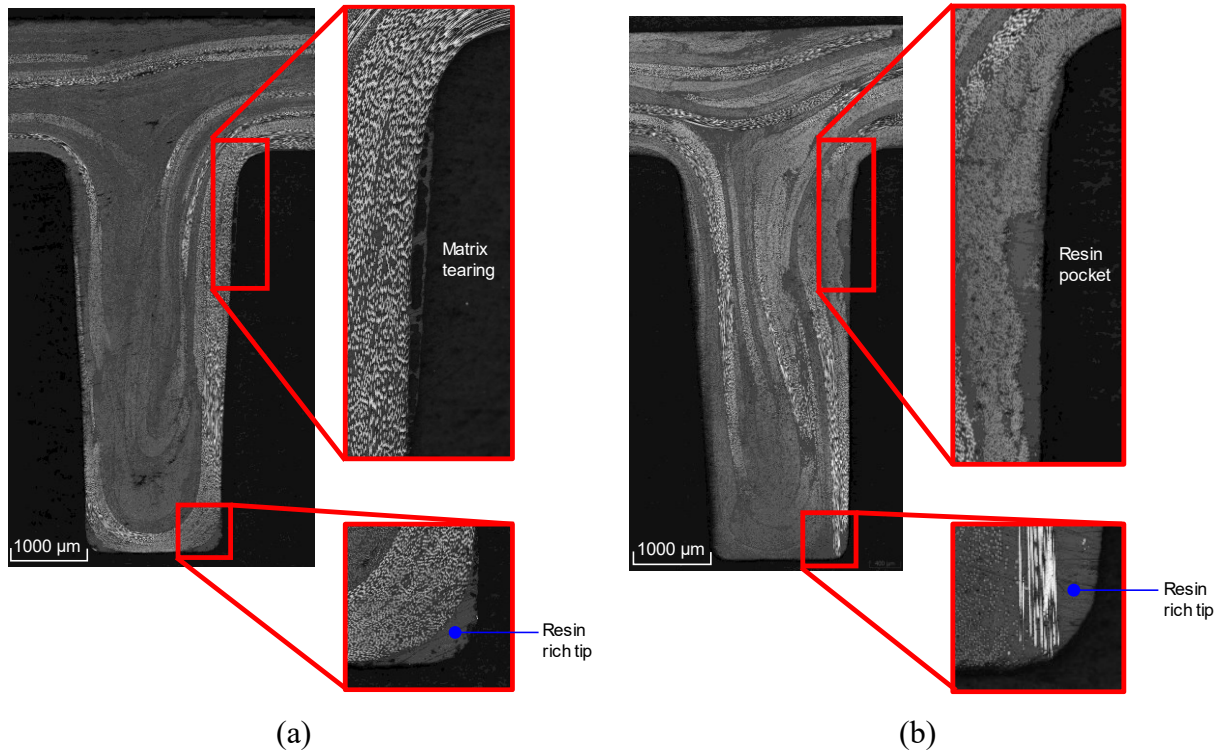 Matrix
tearing
1000 µm
Resin
rich tip
(a)
Resin
pocket
1000 µm
Resin
rich tip
(b)